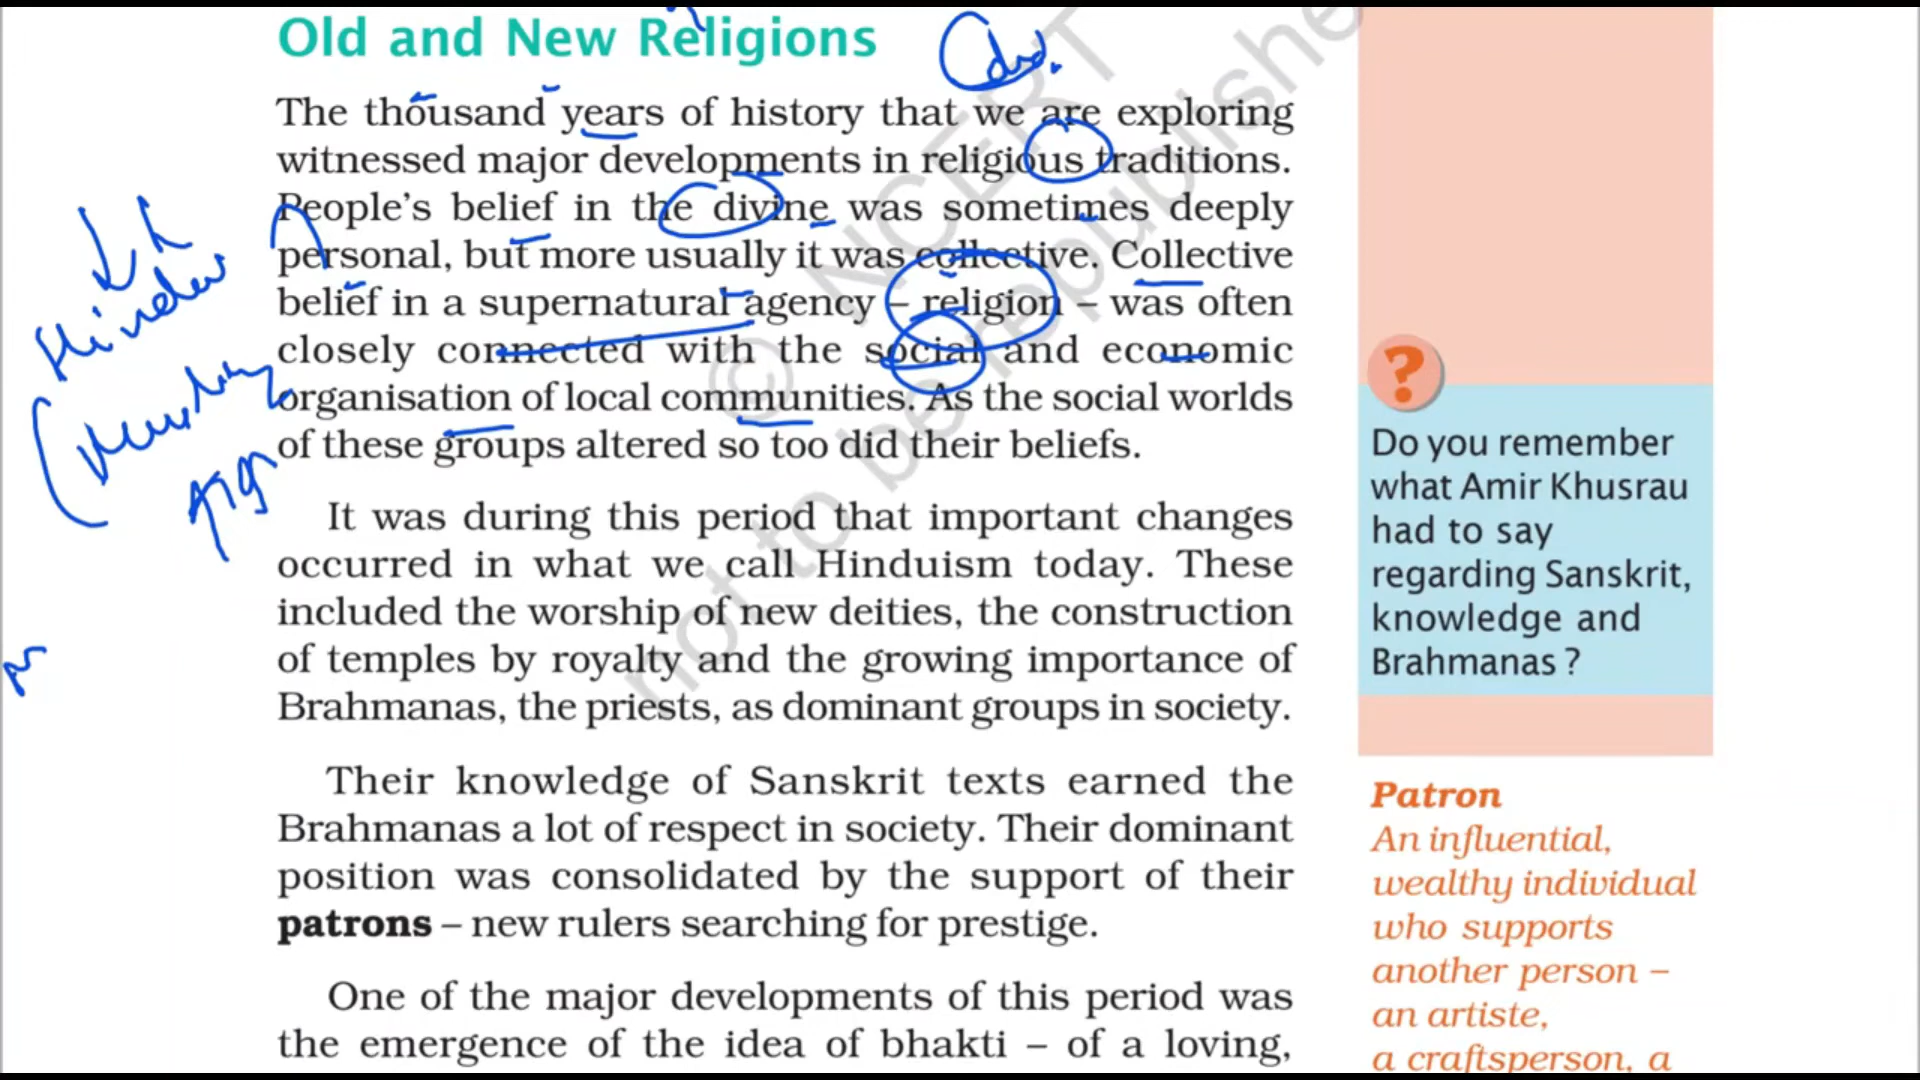 Old and New Religions
The thousand years of history that we are exploring
witnessed major developments in religious traditions.
People's belief in the divine was sometimes deeply
personal, but more usually it was collective. Collective
belief in a supernatural agency – religion – was often
closely connected with the social and economic
organisation of local communities. As the social worlds
of these groups altered so too did their beliefs.
It was during this period that important changes
occurred in what we call Hinduism today. These
included the worship of new deities, the construction
of temples by royalty and the growing importance of
Brahmanas, the priests, as dominant groups in society.
Their knowledge of Sanskrit texts earned the
Brahmanas a lot of respect in society. Their dominant
position was consolidated by the support of their
patrons – new rulers searching for prestige.
One of the major developments of this period was
the emergence of the idea of bhakti – of a loving,
?
Do you remember
what Amir Khusrau
had to say
regarding Sanskrit,
knowledge and
Brahmanas ?
Patron
An influential,
wealthy individual
who supports
another person –
an artiste,
a craftsperson, a
© NCERT
not to be republished